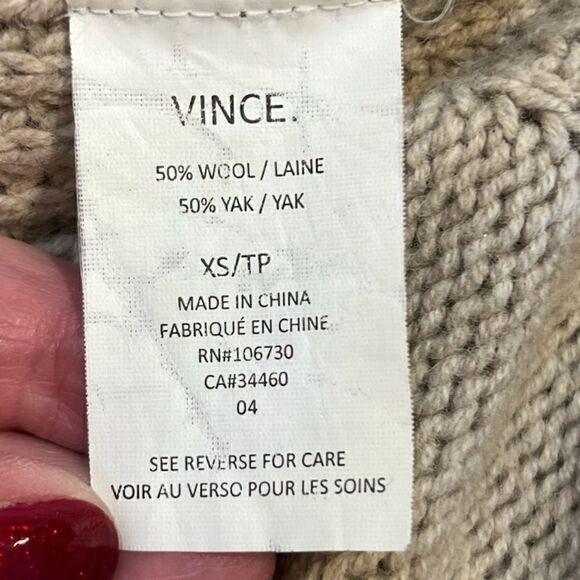 VINCE.
50% WOOL / LAINE
50% YAK / YAK
XS/TP
MADE IN CHINA
FABRIQUÉ EN CHINE
RN#106730
CA#34460
04
SEE REVERSE FOR CARE
VOIR AU VERSO POUR LES SOINS